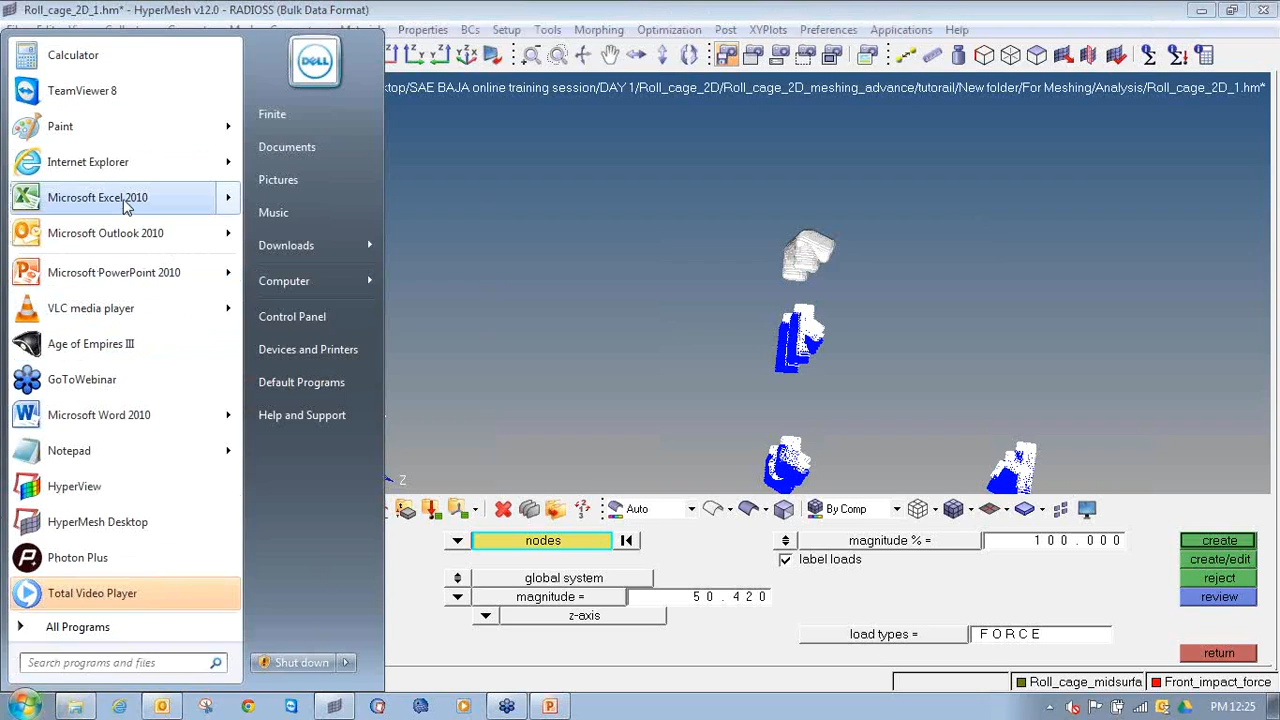 Roll_cage_2D_1.hm* - HyperMesh v12.0 - RADIOSS (Bulk Data Format)
Properties BCs Setup Tools Morphing Optimization Post XYPlots Preferences Applications Help
top/SAE BAJA online training session/DAY 1/Roll_cage_2D/Roll_cage_2D_meshing_advance/tutorail/New folder/For Meshing/Analysis/Roll_cage_2D_1.hm*
Calculator
TeamViewer 8
Paint
Internet Explorer
Microsoft Excel 2010
Microsoft Outlook 2010
Microsoft PowerPoint 2010
VLC media player
Age of Empires III
GoToWebinar
Microsoft Word 2010
Notepad
HyperView
HyperMesh Desktop
Photon Plus
Total Video Player
All Programs
Search programs and files
DELL
Finite
Documents
Pictures
Music
Downloads
Computer
Control Panel
Devices and Printers
Default Programs
Help and Support
Shut down
Z
Auto
By Comp
nodes
magnitude % = 100.000
create
label loads
create/edit
global system
reject
magnitude = 50.420
review
z-axis
load types = FORCE
return
Roll_cage_midsurfa Front_impact_force
PM 12:25